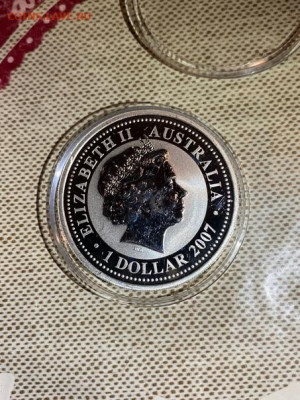 ELIZABETH II AUSTRALIA
• 1 DOLLAR 2007 •